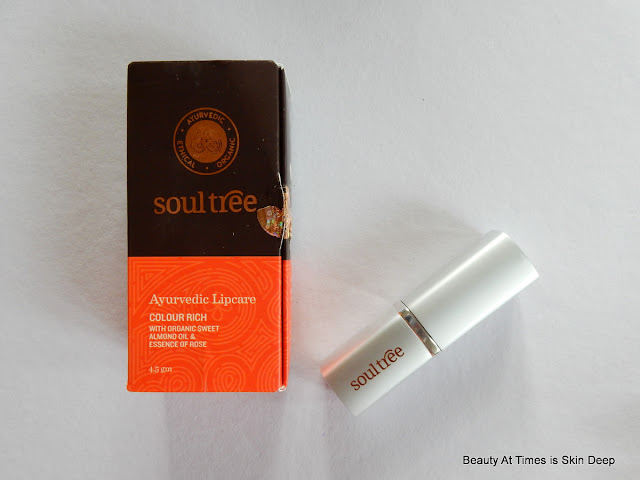 AYURVEDIC
ETHICAL • ORGANIC
soultree
Ayurvedic Lipcare
COLOUR RICH
WITH ORGANIC SWEET
ALMOND OIL &
ESSENCE OF ROSE
4.5 gm
soultree
Beauty At Times is Skin Deep